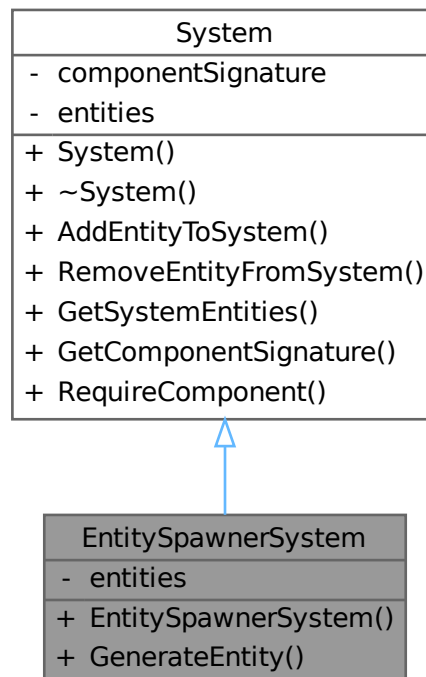 System
- componentSignature
- entities
+ System()
+ ~System()
+ AddEntityToSystem()
+ RemoveEntityFromSystem()
+ GetSystemEntities()
+ GetComponentSignature()
+ RequireComponent()
EntitySpawnerSystem
- entities
+ EntitySpawnerSystem()
+ GenerateEntity()